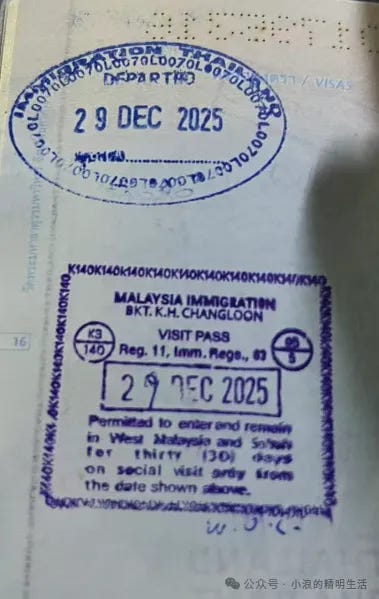 / VISAS
IMMIGRATION THAILAND
DEPARTED
29 DEC 2025
16
MALAYSIA IMMIGRATION
BKT. K.H. CHANGLOON
K3
140
VISIT PASS
Reg. 11, Imm. Regs., 63
29 DEC 2025
Permitted to enter and remain
in West Malaysia and Sabah
for thirty (30) days
on social visit only from
the date shown above.
公众号 · 小浪的精明生活